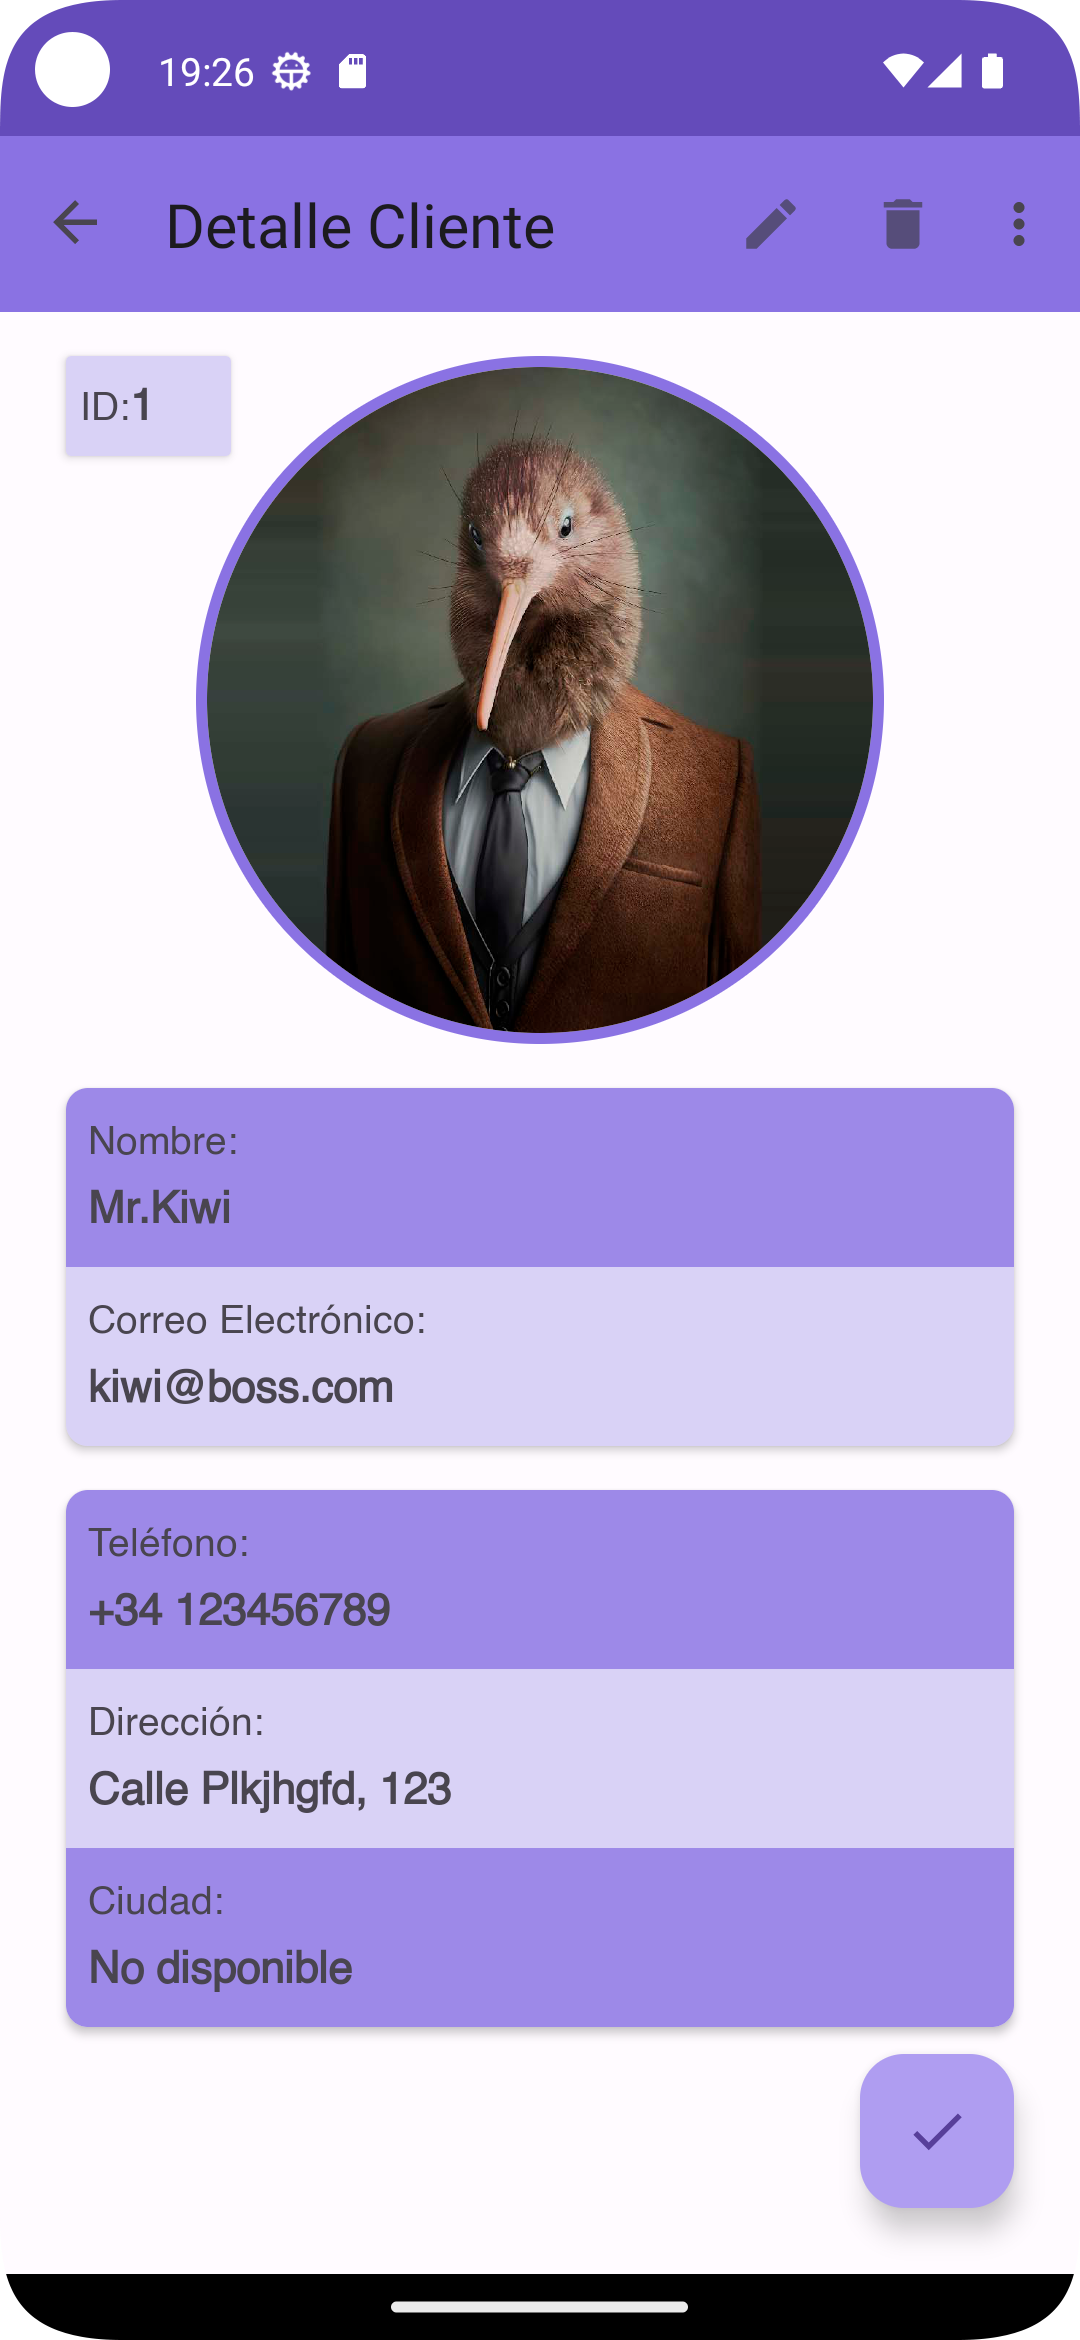 19:26
Detalle Cliente
ID:1
Nombre:
Mr.Kiwi
Correo Electrónico:
kiwi@boss.com
Teléfono:
+34 123456789
Dirección:
Calle Plkjhgfd, 123
Ciudad:
No disponible